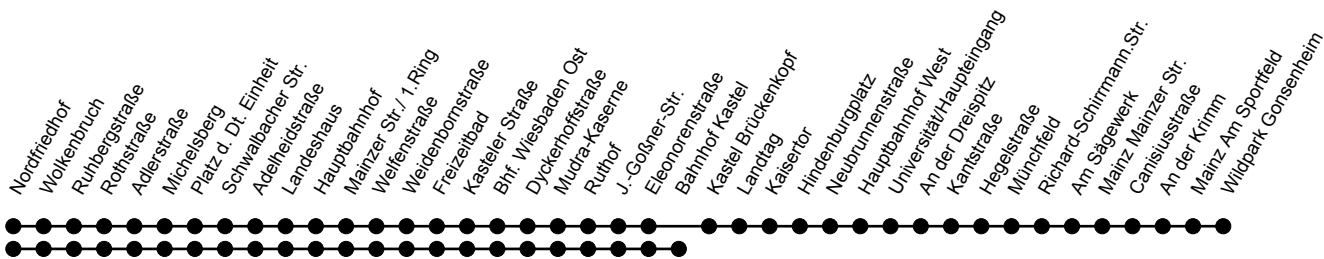 Nordfriedhof
Wolkenbruch
Ruhbergstraße
Rothstraße
Adlerstraße
Michelsberg
Platz d. Dt. Einheit
Schwalbacher Str.
Adelheidstraße
Landeshaus
Hauptbahnhof
Mainzer Str./ 1.Ring
Welfenstraße
Weidenbornstraße
Freizeitbad
Kasteler Straße
Bhf. Wiesbaden Ost
Dyckerhoffstraße
Mudra-Kaserne
Ruthof
J.-Goßner-Str.
Eleonorenstraße
Bahnhof Kastel
Kastel Brückenkopf
Landtag
Kaisertor
Hindenburgplatz
Neubrunnenstraße
Hauptbahnhof West
Universität/Haupteingang
An der Dreispitz
Kantstraße
Hegelstraße
Münchfeld
Richard-Schirrmann.Str.
Am Sägewerk
Mainz Mainzer Str.
Canisiusstraße
An der Krimm
Mainz Am Sportfeld
Wildpark Gonsenheim